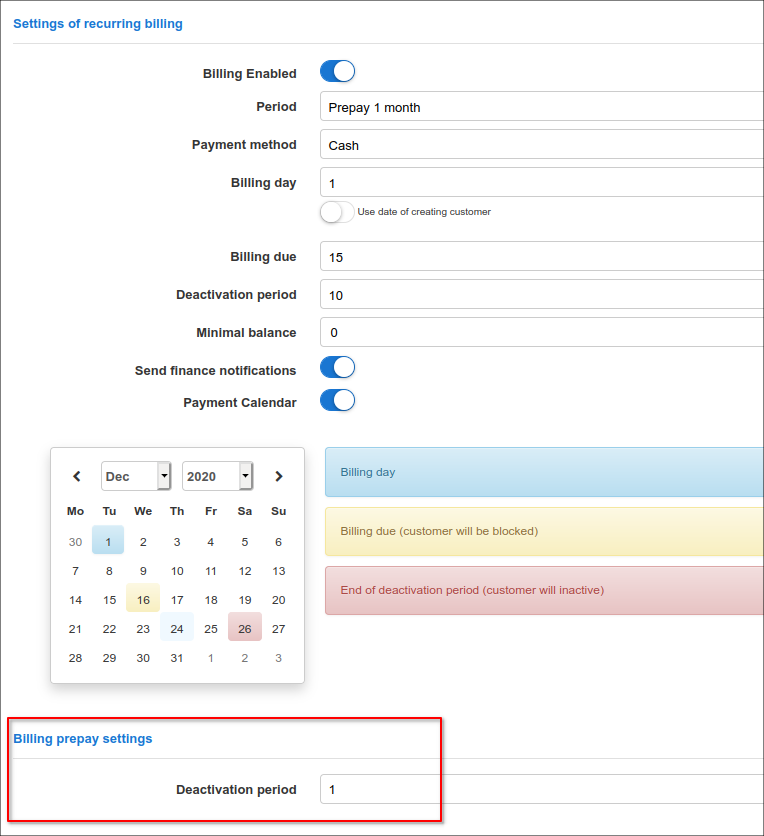 Settings of recurring billing
Billing Enabled
Period Prepay 1 month
Payment method Cash
Billing day 1
Use date of creating customer
Billing due 15
Deactivation period 10
Minimal balance 0
Send finance notifications
Payment Calendar
Dec 2020
Mo Tu We Th Fr Sa Su
30 1 2 3 4 5 6
7 8 9 10 11 12 13
14 15 16 17 18 19 20
21 22 23 24 25 26 27
28 29 30 31 1 2 3
Billing day
Billing due (customer will be blocked)
End of deactivation period (customer will inactive)
Billing prepay settings
Deactivation period 1